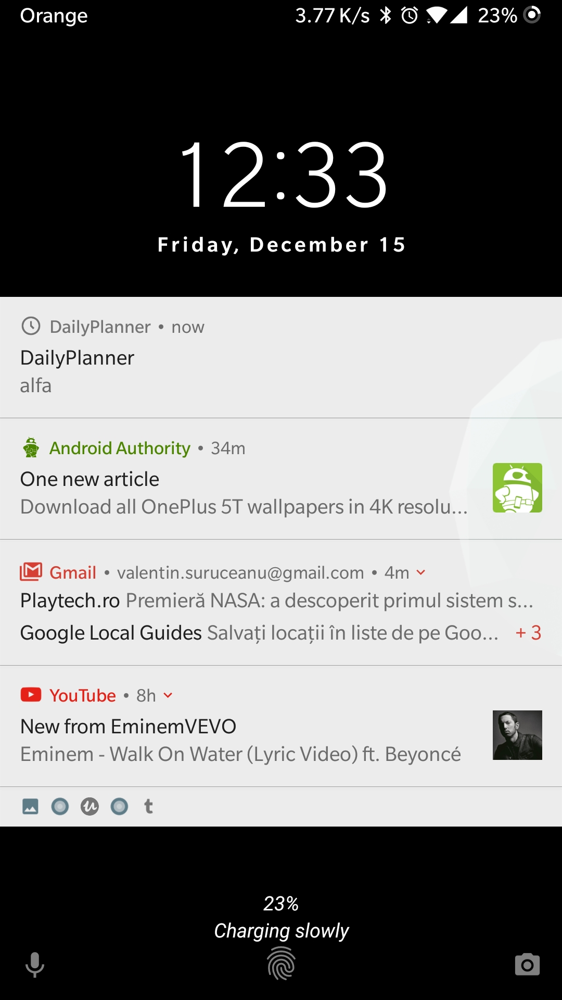 Orange 3.77 K/s 23%
12:33
Friday, December 15
DailyPlanner • now
DailyPlanner
alfa
Android Authority • 34m
One new article
Download all OnePlus 5T wallpapers in 4K resolu...
Gmail • valentin.suruceanu@gmail.com • 4m
Playtech.ro Premieră NASA: a descoperit primul sistem s...
Google Local Guides Salvați locații în liste de pe Goo... + 3
YouTube • 8h
New from EminemVEVO
Eminem - Walk On Water (Lyric Video) ft. Beyoncé
23%
Charging slowly